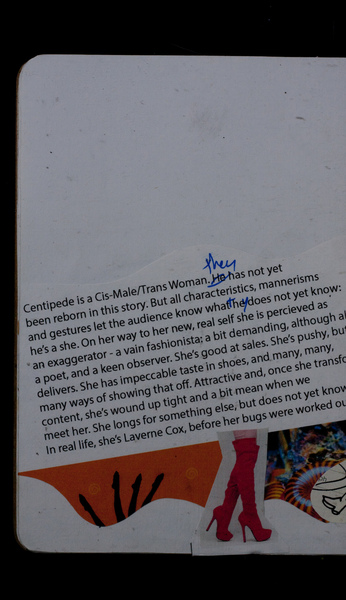 they
Centipede is a Cis-Male/Trans Woman. He has not yet
been reborn in this story. But all characteristics, mannerisms
and gestures let the audience know what he does not yet know:
he's a she. On her way to her new, real self she is percieved as
an exaggerator - a vain fashionista; a bit demanding, although al
a poet, and a keen observer. She's good at sales. She's pushy, bu
delivers. She has impeccable taste in shoes, and many, many,
many ways of showing that off. Attractive and, once she transfo
content, she's wound up tight and a bit mean when we
meet her. She longs for something else, but does not yet know
In real life, she's Laverne Cox, before her bugs were worked ou